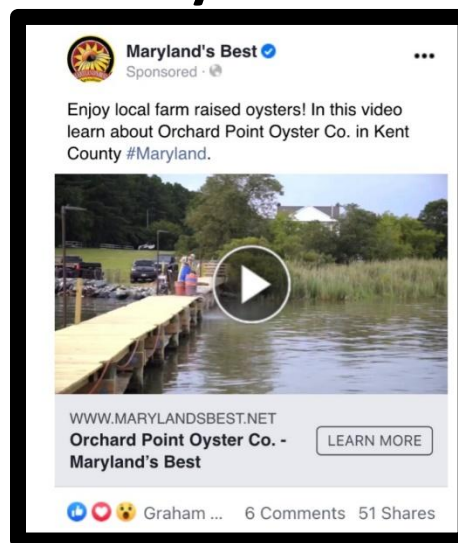 Maryland's Best
Sponsored ·
Enjoy local farm raised oysters! In this video
learn about Orchard Point Oyster Co. in Kent
County #Maryland.
WWW.MARYLANDSBEST.NET
Orchard Point Oyster Co. -
Maryland's Best
LEARN MORE
Graham ... 6 Comments 51 Shares